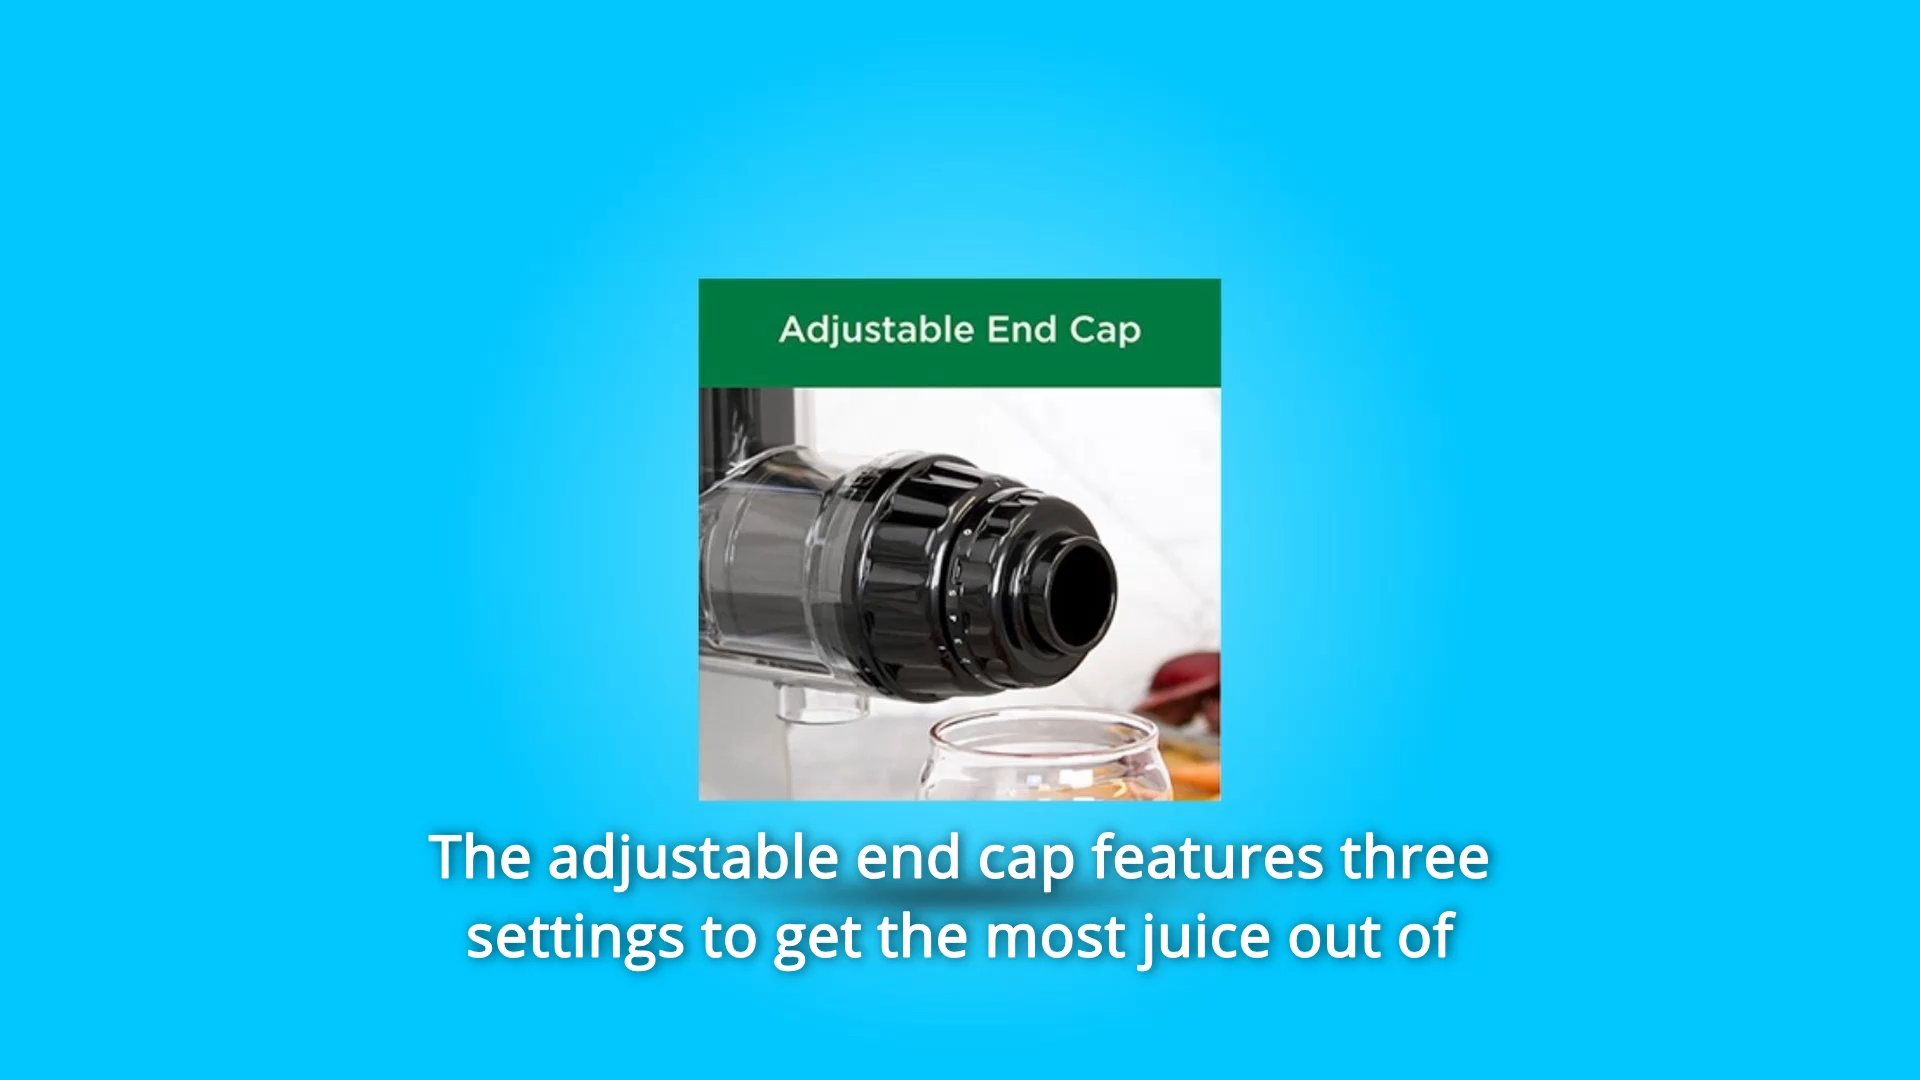 Adjustable End Cap
The adjustable end cap features three
settings to get the most juice out of